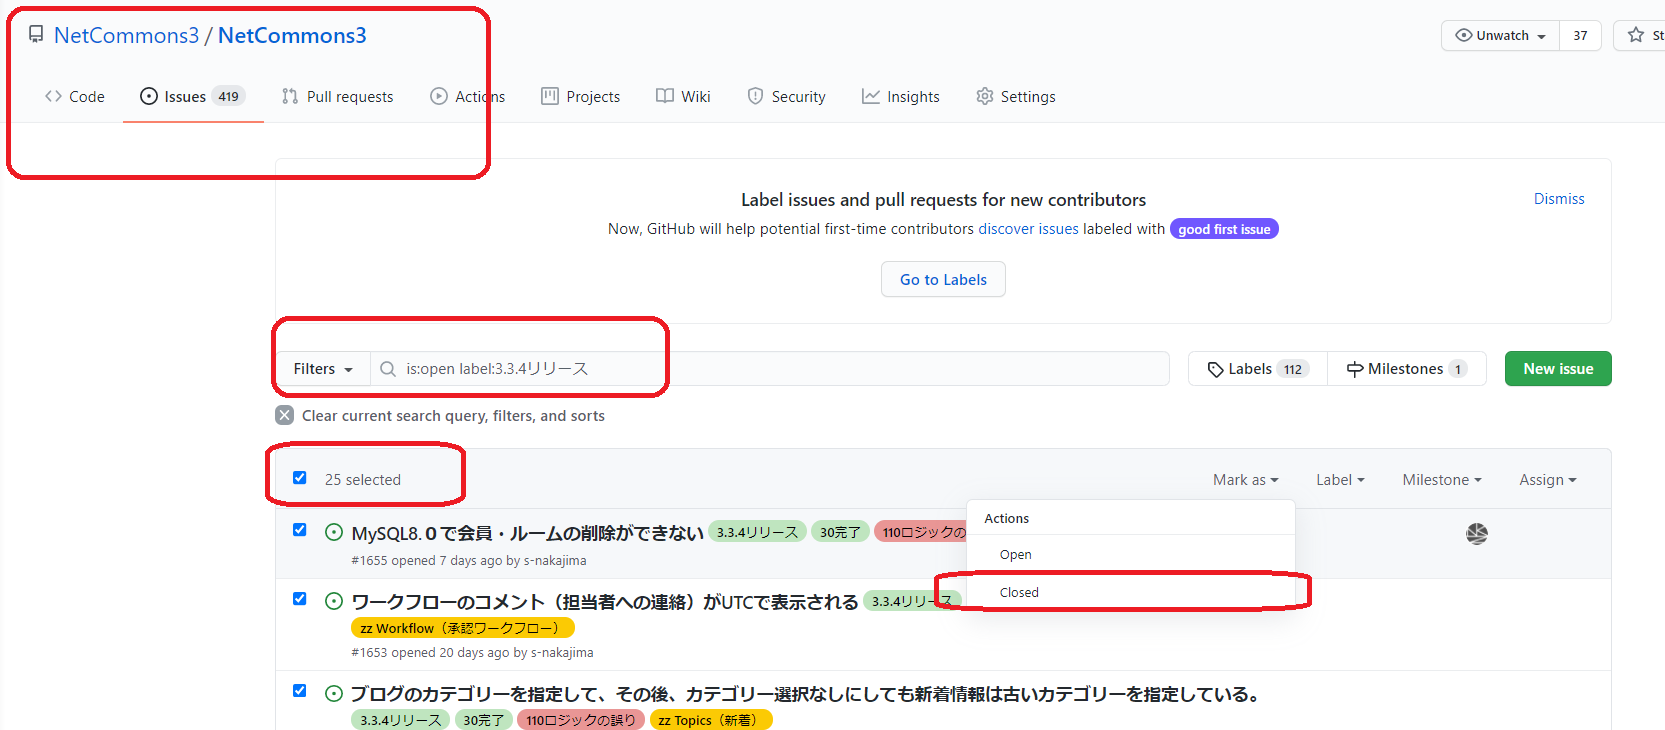 NetCommons3 / NetCommons3
Unwatch 37
Code Issues 419 Pull requests Actions Projects Wiki Security Insights Settings
Label issues and pull requests for new contributors
Dismiss
Now, GitHub will help potential first-time contributors discover issues labeled with good first issue
Go to Labels
Filters is:open label:3.3.4リリース
Labels 112 Milestones 1 New issue
Clear current search query, filters, and sorts
25 selected
Mark as Label Milestone Assign
Actions
Open
Closed
MySQL8.０で会員・ルームの削除ができない 3.3.4リリース 30完了 110ロジックの
#1655 opened 7 days ago by s-nakajima
ワークフローのコメント（担当者への連絡）がUTCで表示される 3.3.4リリース
zz Workflow（承認ワークフロー）
#1653 opened 20 days ago by s-nakajima
ブログのカテゴリーを指定して、その後、カテゴリー選択なしにしても新着情報は古いカテゴリーを指定している。
3.3.4リリース 30完了 110ロジックの誤り zz Topics（新着）